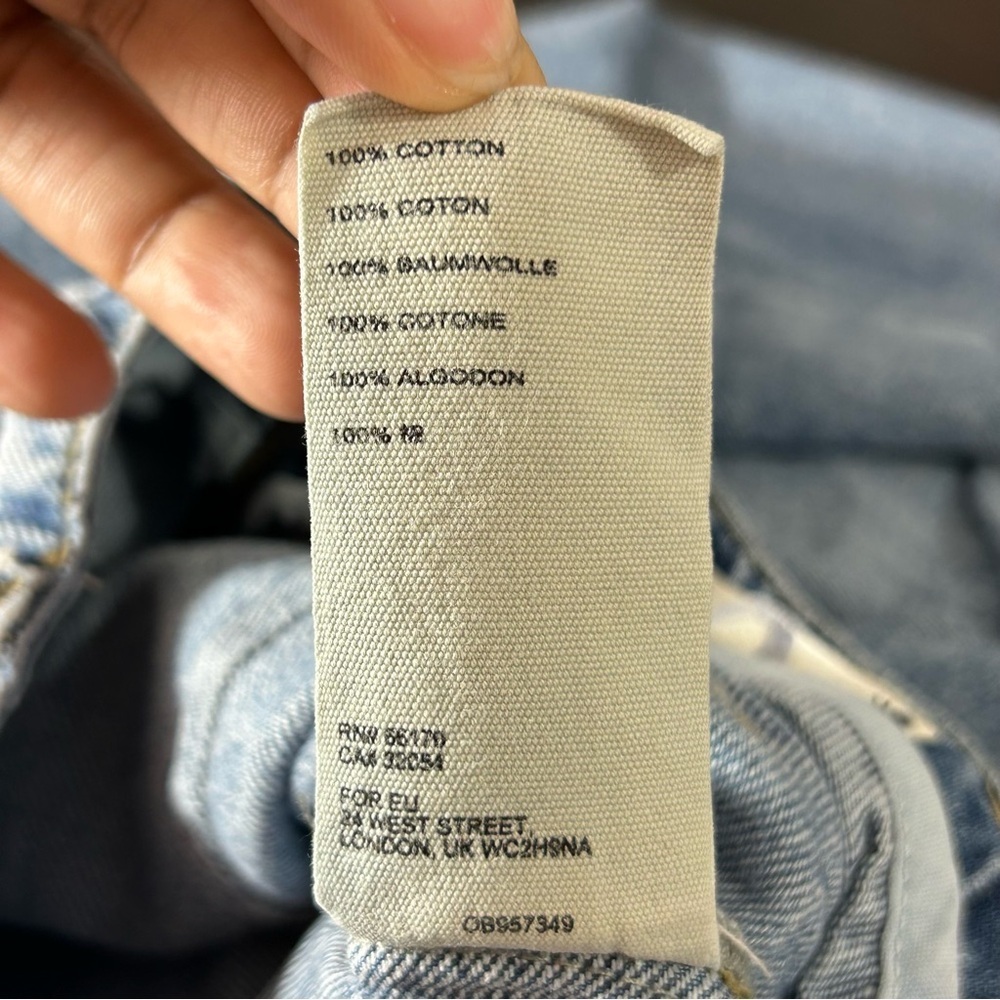 100% COTTON
100% COTON
100% BAUMWOLLE
100% COTONE
100% ALGODON
100% 棉
RN# 56170
CA# 32054
FOR EU
24 WEST STREET,
LONDON, UK WC2H9NA
OB957349